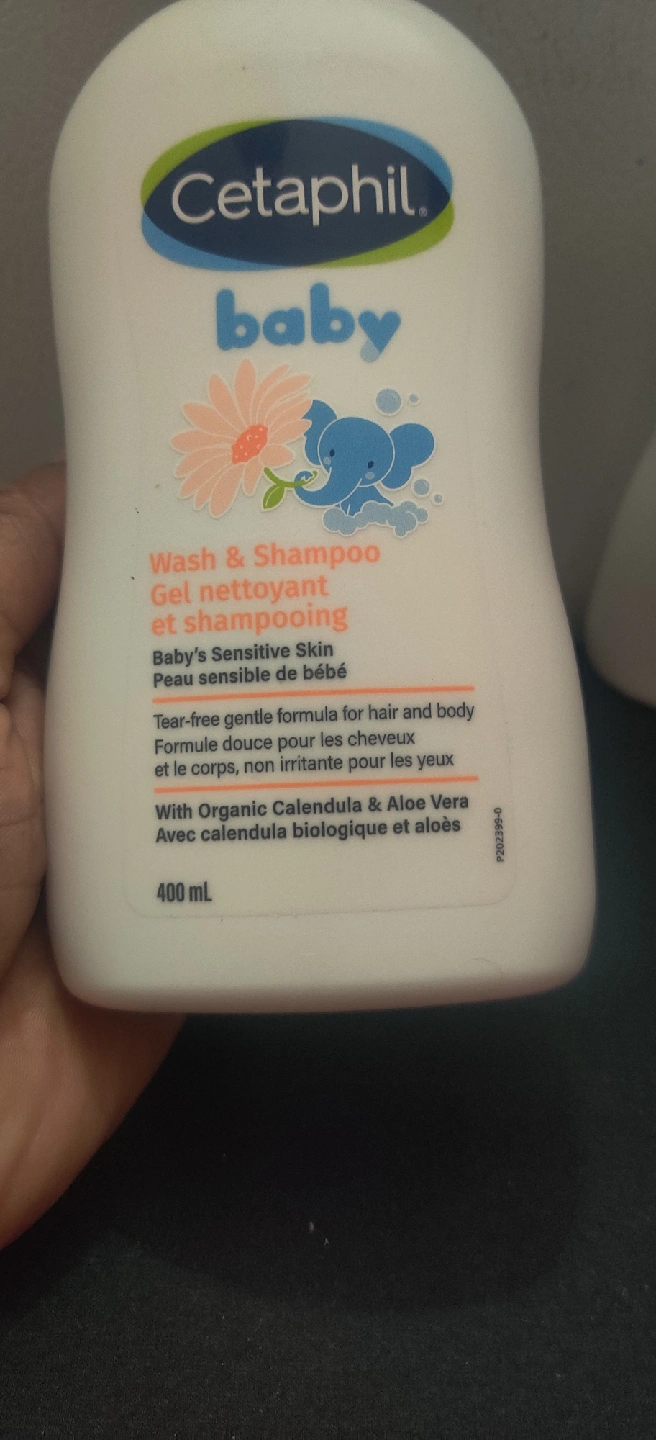 Cetaphil®
baby
Wash & Shampoo
Gel nettoyant
et shampooing
Baby's Sensitive Skin
Peau sensible de bébé
Tear-free gentle formula for hair and body
Formule douce pour les cheveux
et le corps, non irritante pour les yeux
With Organic Calendula & Aloe Vera
Avec calendula biologique et aloès
P202399-0
400 mL